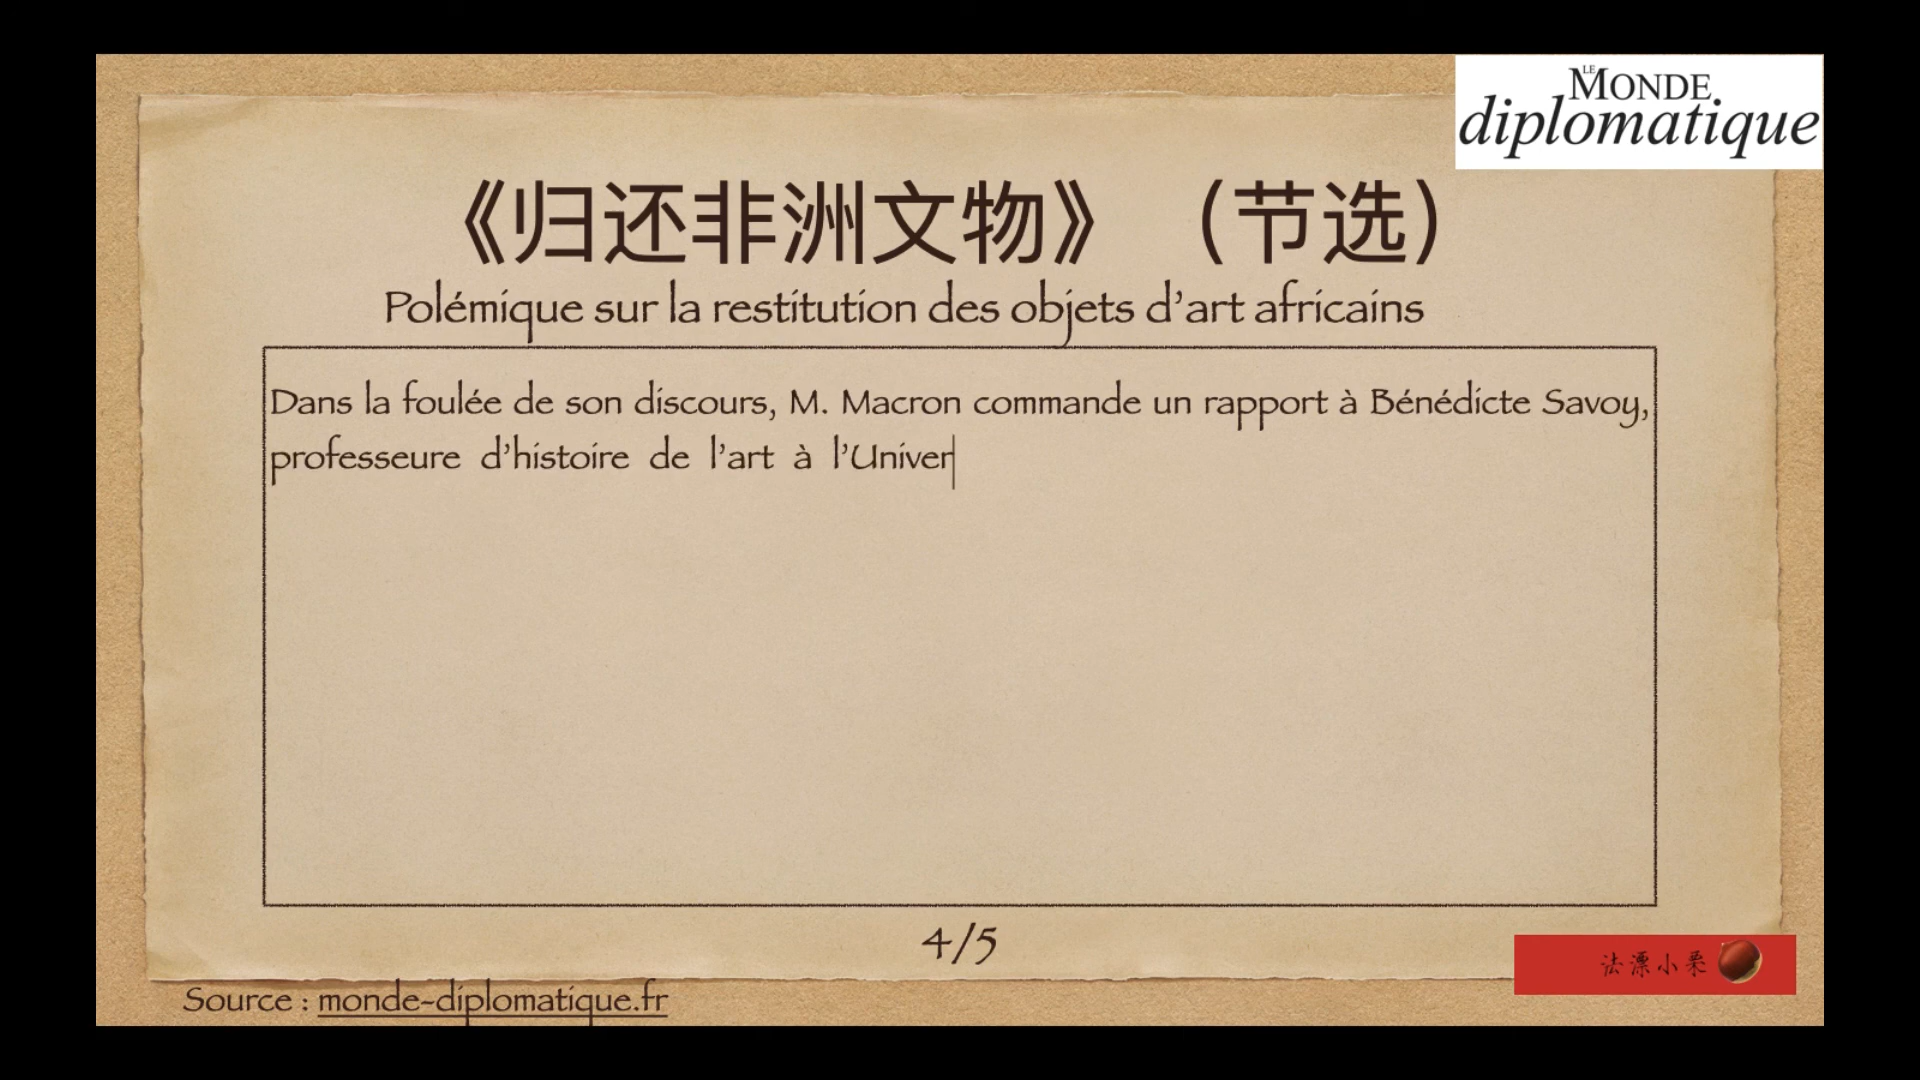 LE
MONDE
diplomatique
《归还非洲文物》（节选）
Polémique sur la restitution des objets d’art africains
Dans la foulée de son discours, M. Macron commande un rapport à Bénédicte Savoy,
professeure d’histoire de l’art à l’Univer
4/5
法漂小栗
Source : monde-diplomatique.fr